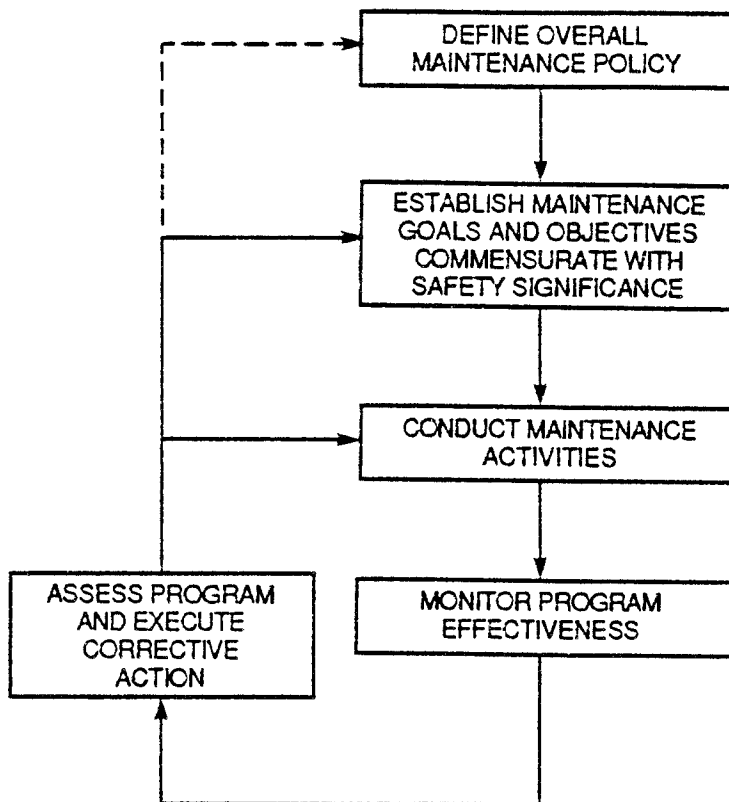 DEFINE OVERALL
MAINTENANCE POLICY
ESTABLISH MAINTENANCE
GOALS AND OBJECTIVES
COMMENSURATE WITH
SAFETY SIGNIFICANCE
CONDUCT MAINTENANCE
ACTIVITIES
ASSESS PROGRAM
AND EXECUTE
CORRECTIVE
ACTION
MONITOR PROGRAM
EFFECTIVENESS